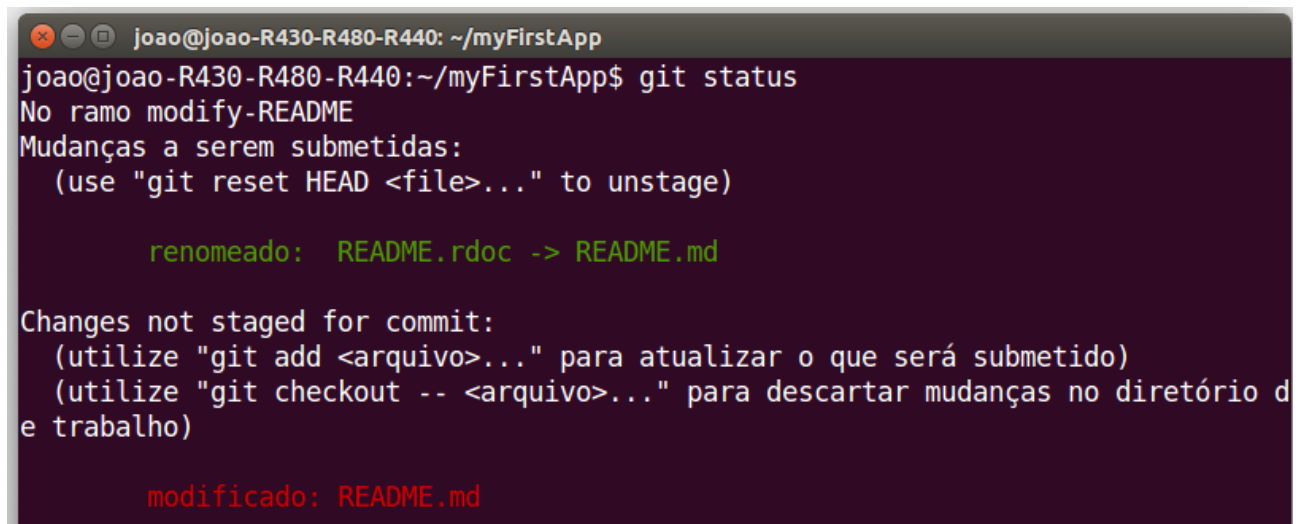 joao@joao-R430-R480-R440: ~/myFirstApp
joao@joao-R430-R480-R440:~/myFirstApp$ git status
No ramo modify-README
Mudanças a serem submetidas:
  (use "git reset HEAD <file>..." to unstage)
        renomeado:  README.rdoc -> README.md
Changes not staged for commit:
  (utilize "git add <arquivo>..." para atualizar o que será submetido)
  (utilize "git checkout -- <arquivo>..." para descartar mudanças no diretório d
e trabalho)
        modificado: README.md